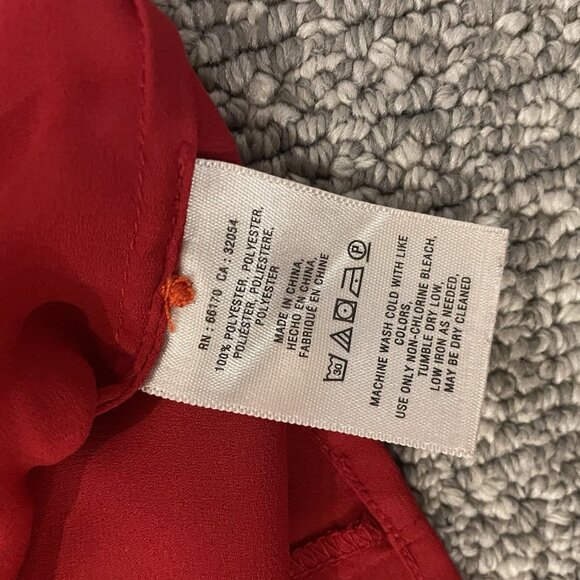 RN : 66170 CA : 32054
100% POLYESTER, POLYESTER,
POLIÉSTER, POLIESTERE,
POLYESTER
MADE IN CHINA,
HECHO EN CHINA,
FABRIQUÉ EN CHINE
30 P
MACHINE WASH COLD WITH LIKE
COLORS,
USE ONLY NON-CHLORINE BLEACH,
TUMBLE DRY LOW,
LOW IRON AS NEEDED,
MAY BE DRY CLEANED